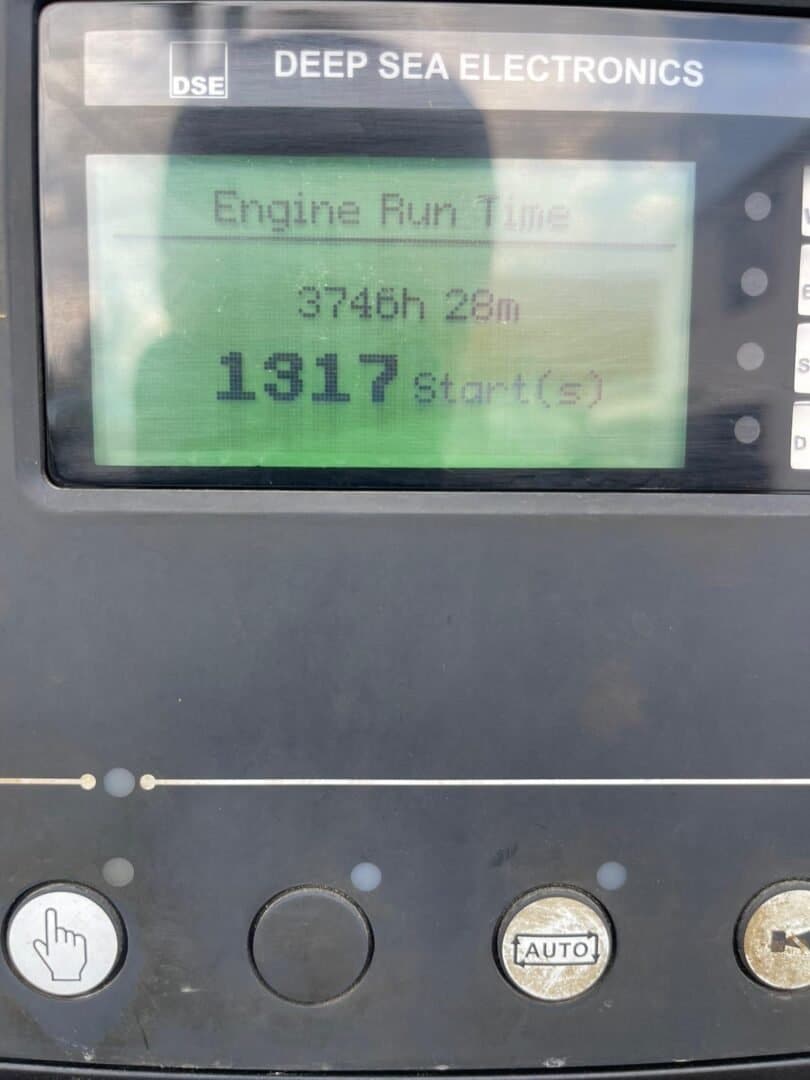 DSE
DEEP SEA ELECTRONICS
Engine Run Time
3746h 28m
1317 Start(s)
S
D
AUTO